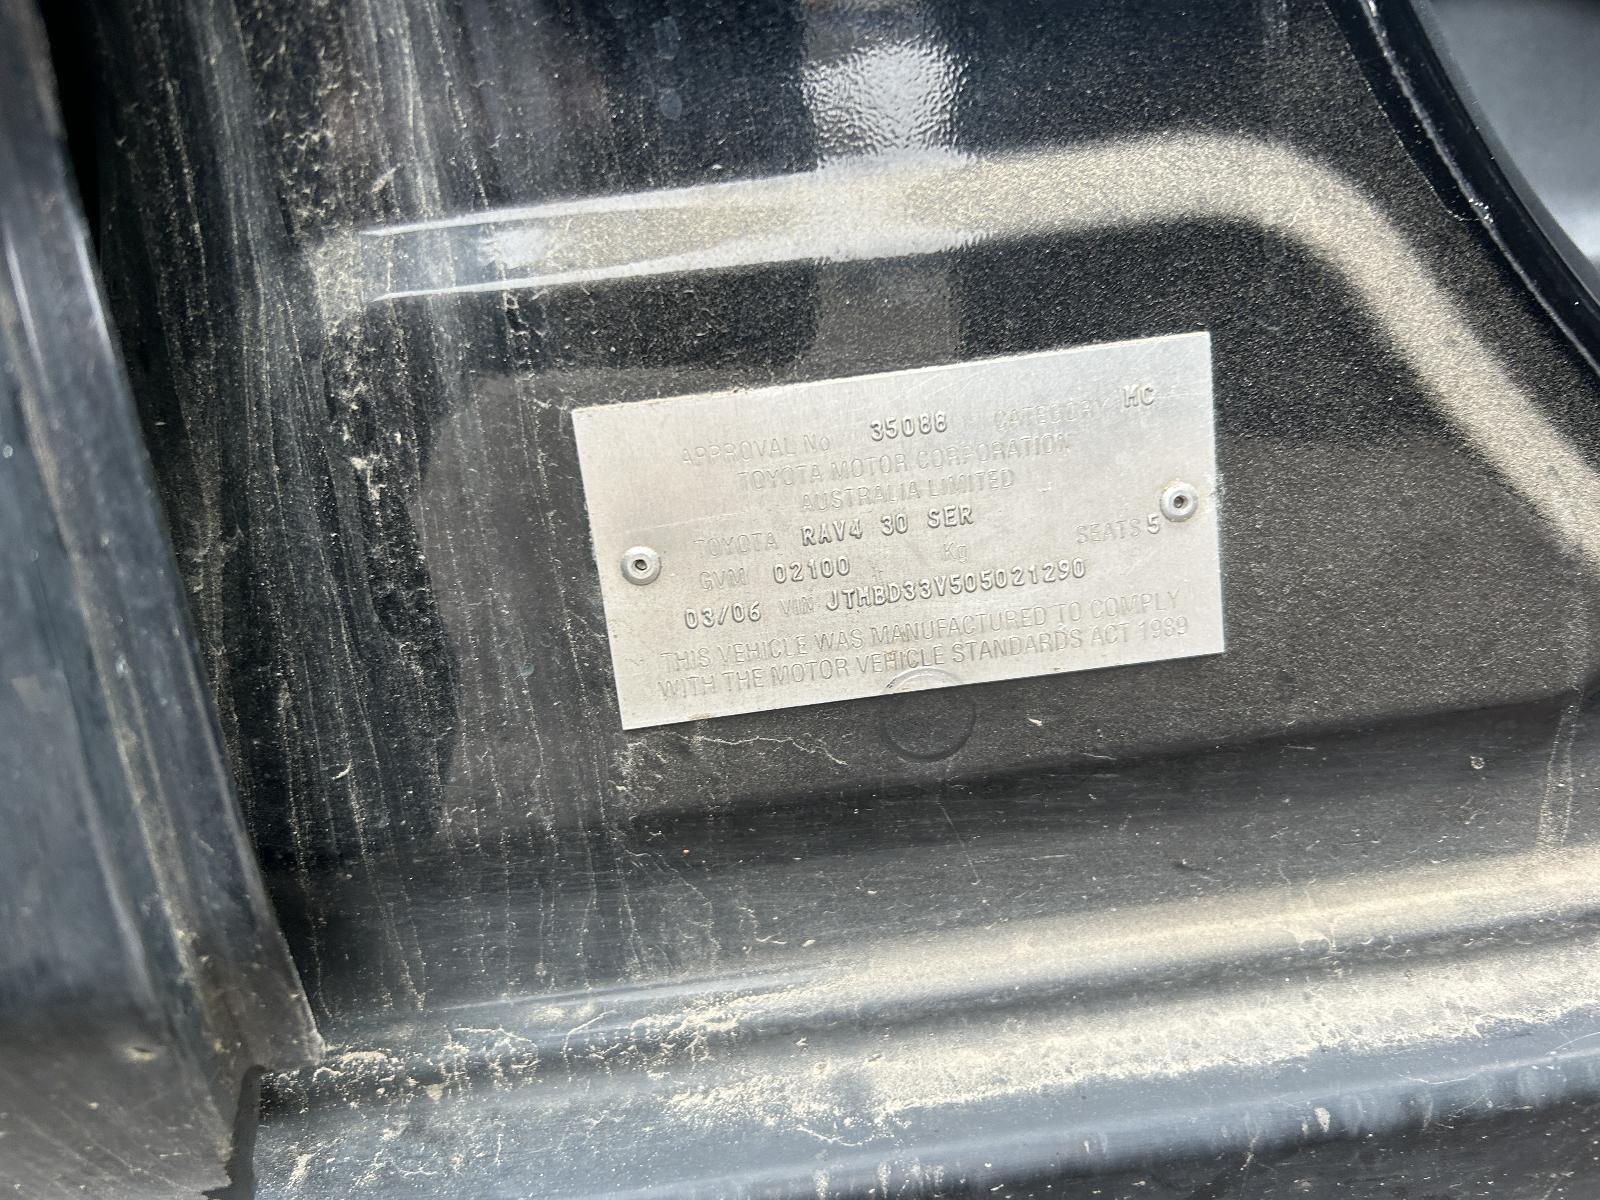 APPROVAL No 35088 CATEGORY MC
TOYOTA MOTOR CORPORATION
AUSTRALIA LIMITED
TOYOTA RAV4 30 SER
GVM 02100 Kg SEATS 5
03/06 VIN JTMBD33V505021290
THIS VEHICLE WAS MANUFACTURED TO COMPLY
WITH THE MOTOR VEHICLE STANDARDS ACT 1989